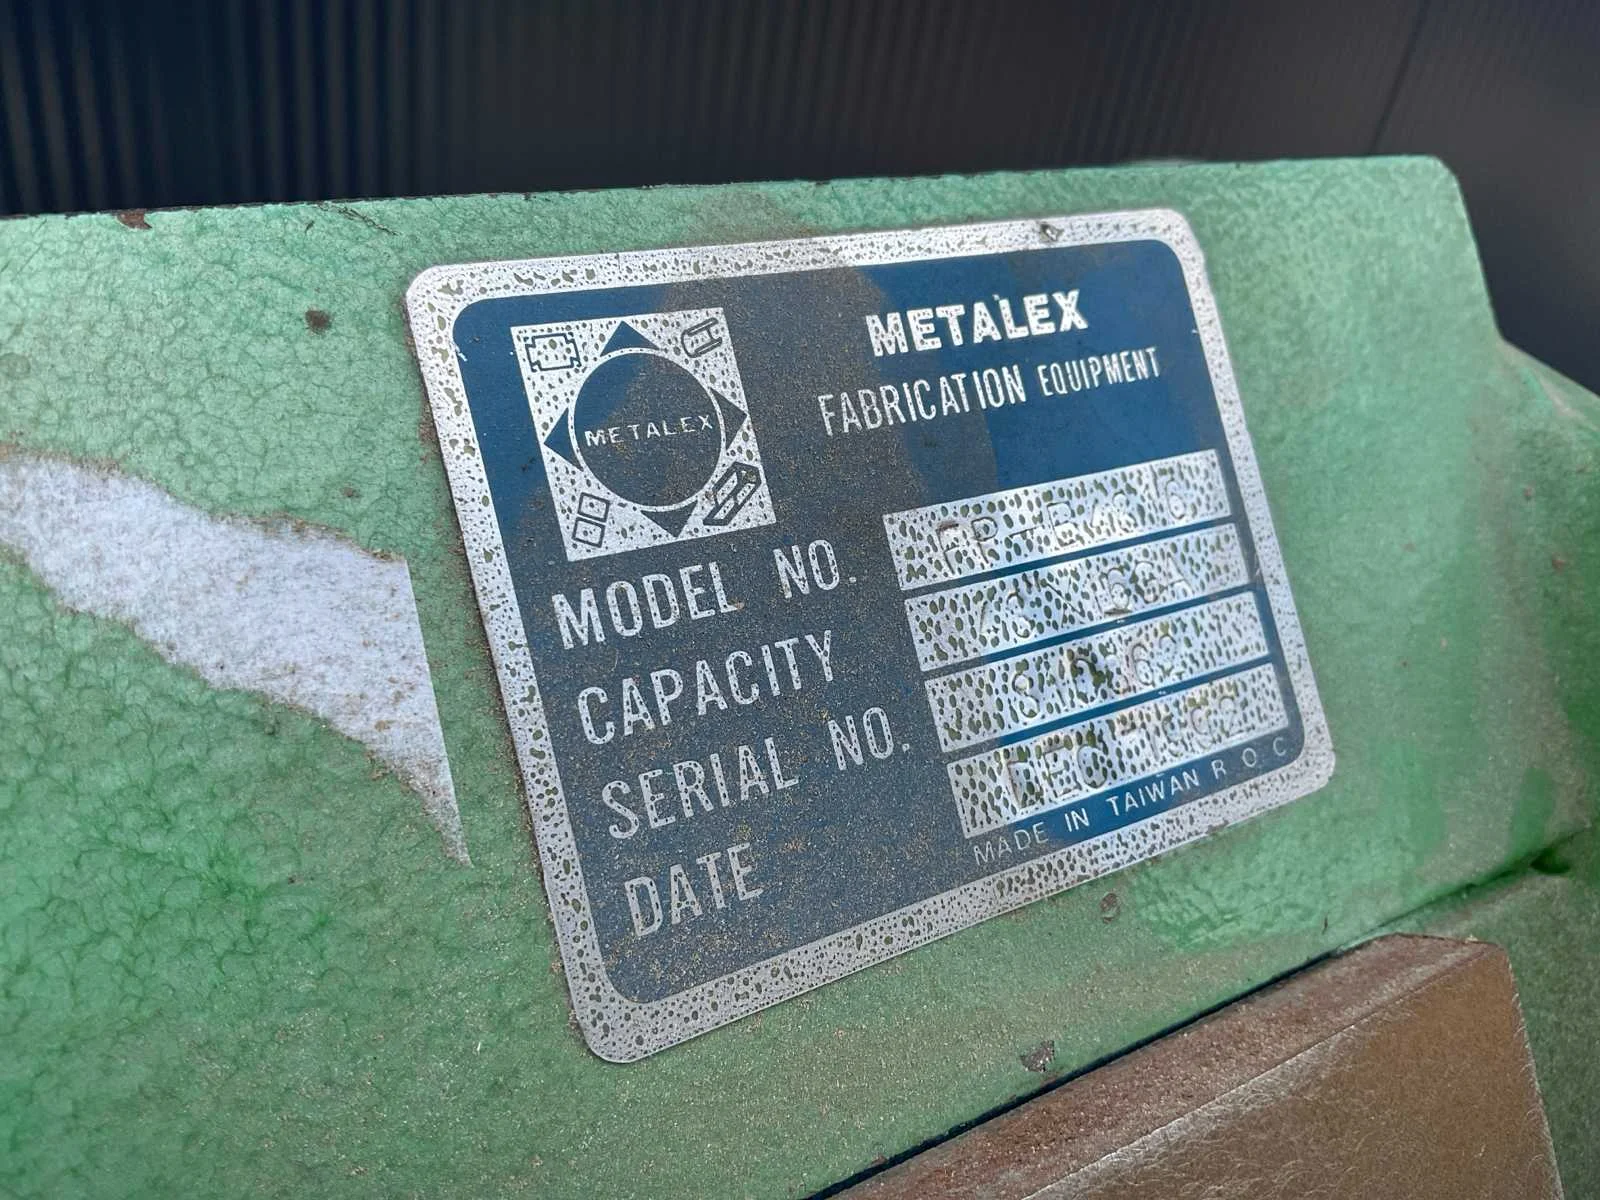 METALEX
METALEX
FABRICATION EQUIPMENT
MODEL NO.
CAPACITY
SERIAL NO.
DATE
MADE IN TAIWAN R.O.C